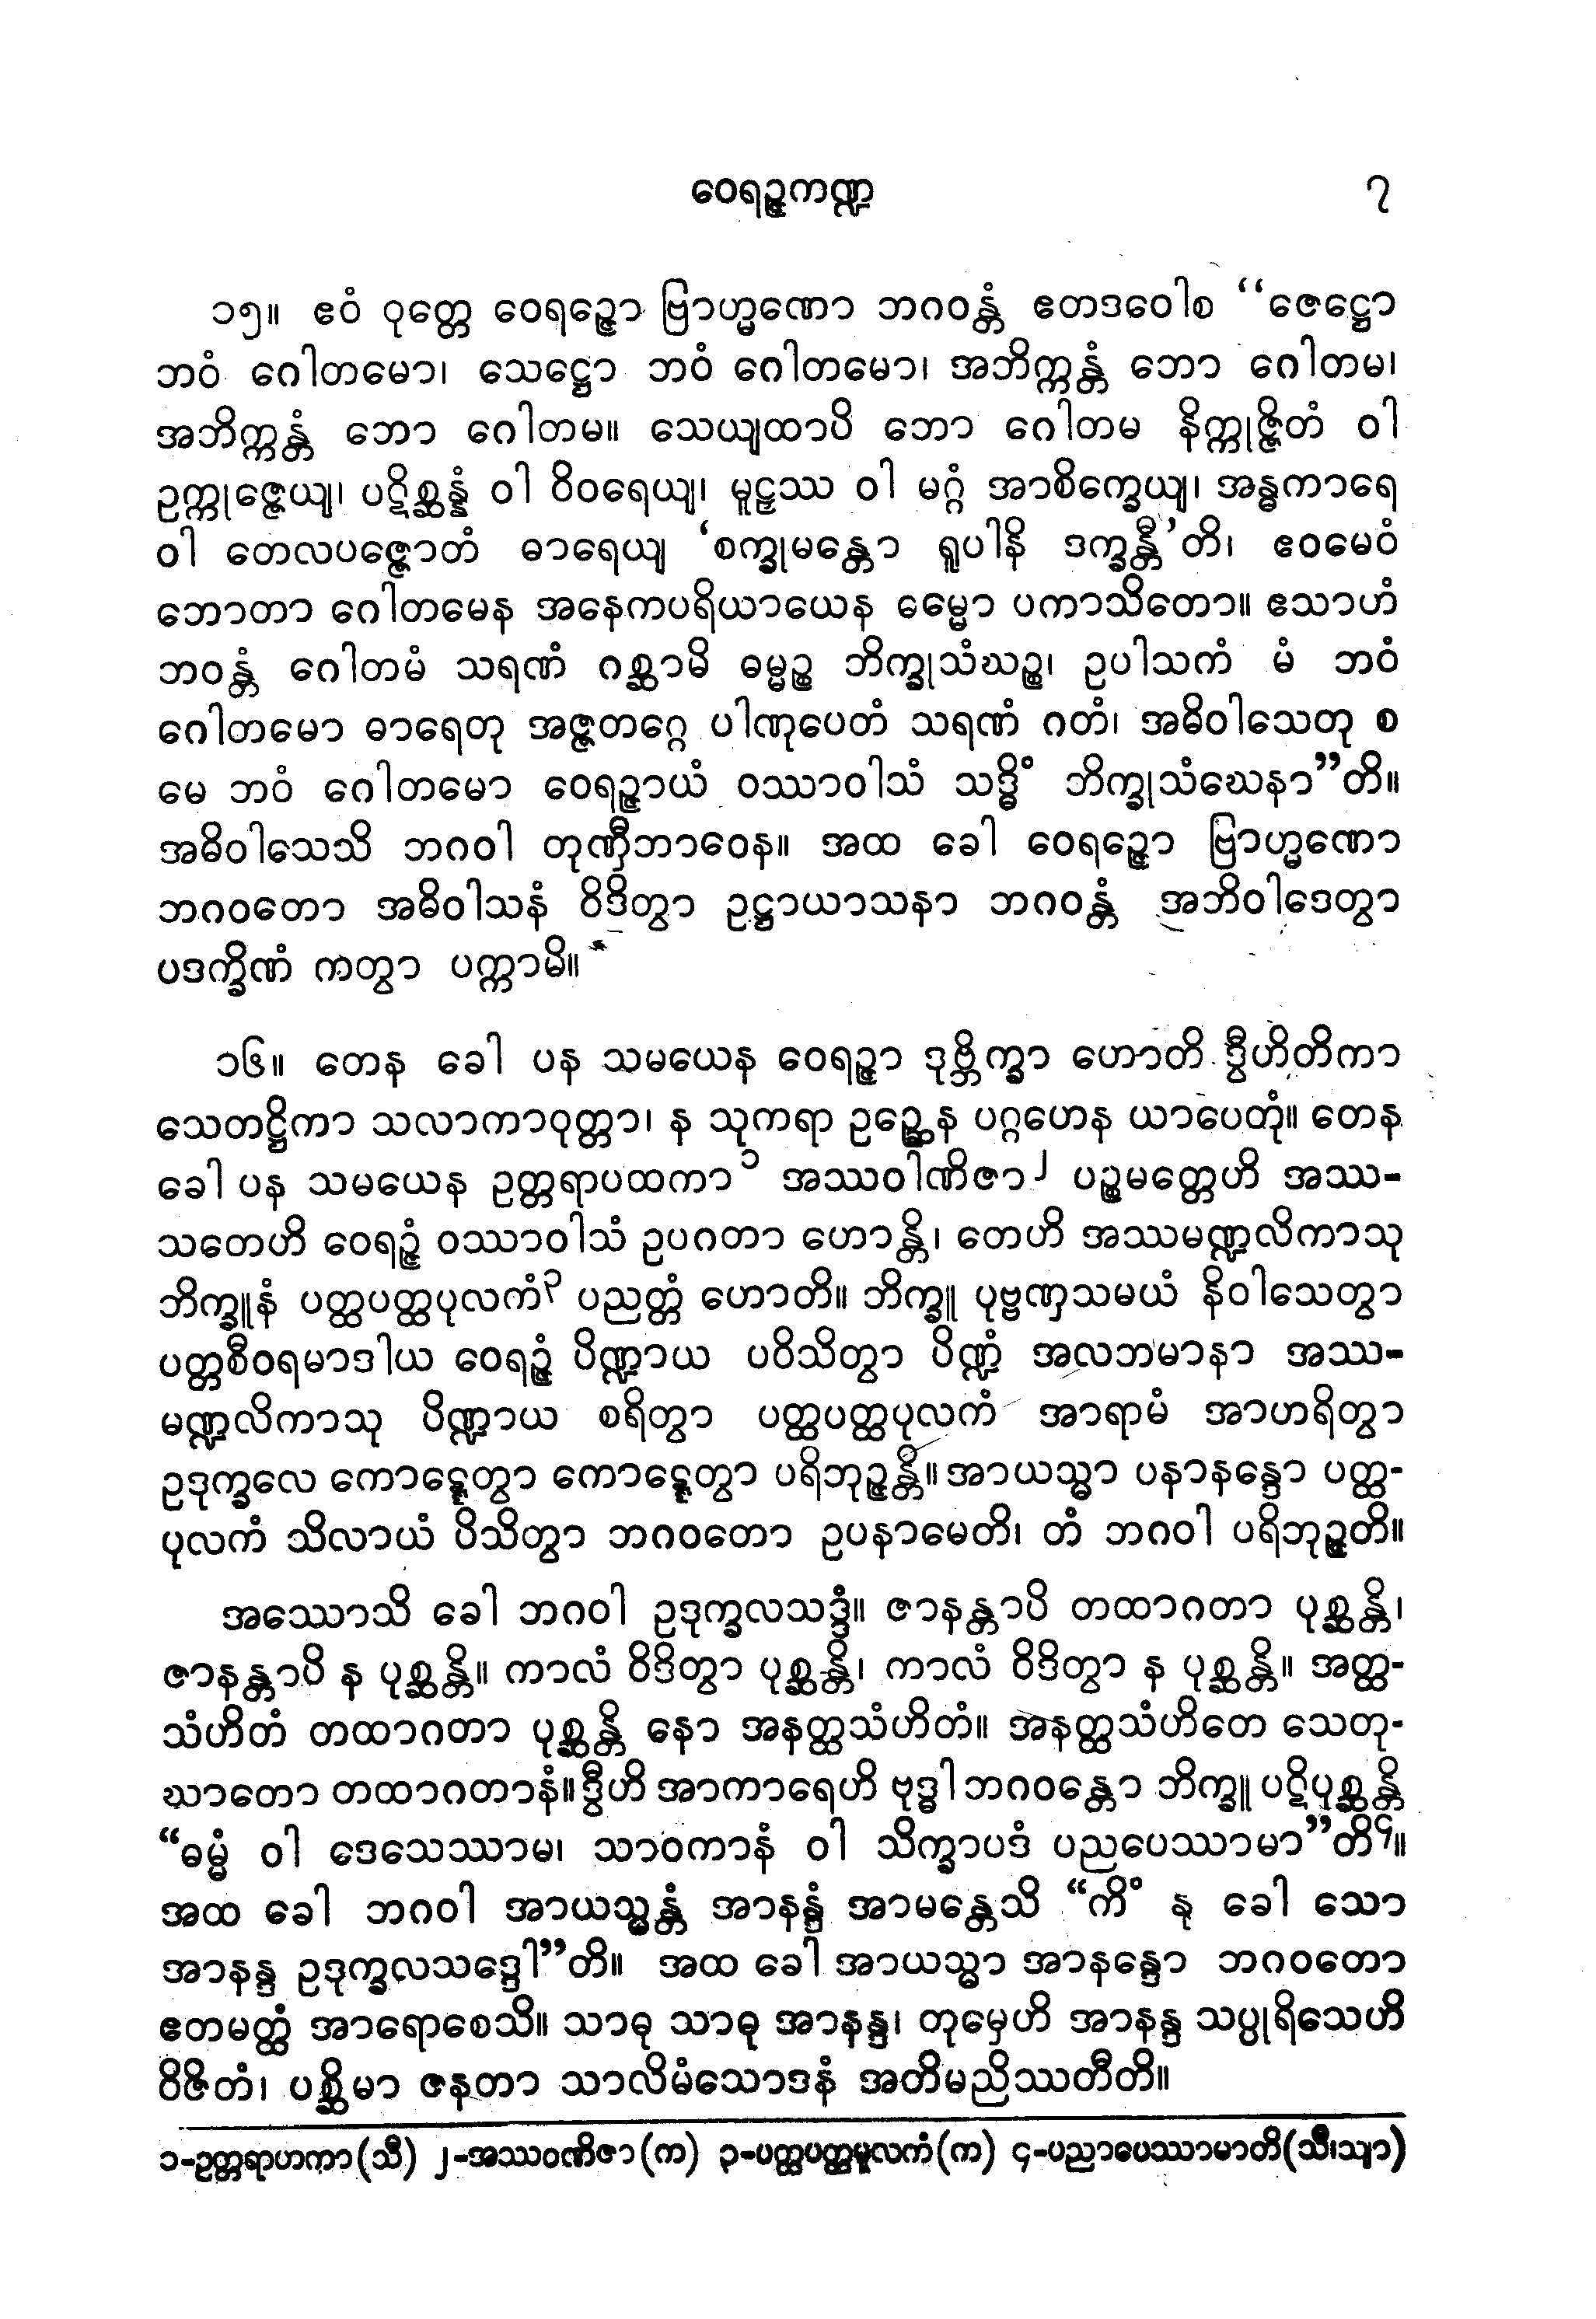 ဝေရဉ္ဇကဏ္ဍ ၇
၁၅။ ဧဝံ ဝုတ္တေ ဝေရဉ္ဇော ဗြာဟ္မဏော ဘဂဝန္တံ ဧတဒဝေါစ “ဇေဋ္ဌော
ဘဝံ ဂေါတမော၊ သေဋ္ဌော ဘဝံ ဂေါတမော၊ အဘိက္ကန္တံ ဘော ဂေါတမ၊
အဘိက္ကန္တံ ဘော ဂေါတမ။ သေယျထာပိ ဘော ဂေါတမ နိက္ကုဇ္ဇိတံ ဝါ
ဥက္ကုဇ္ဇေယျ၊ ပဋိစ္ဆန္နံ ဝါ ဝိဝရေယျ၊ မူဠှဿ ဝါ မဂ္ဂံ အာစိက္ခေယျ၊ အန္ဓကာရေ
ဝါ တေလပဇ္ဇောတံ ဓာရေယျ ‘စက္ခုမန္တော ရူပါနိ ဒက္ခန္တီ’တိ၊ ဧဝမေဝံ
ဘောတာ ဂေါတမေန အနေကပရိယာယေန ဓမ္မော ပကာသိတော။ ဧသာဟံ
ဘဝန္တံ ဂေါတမံ သရဏံ ဂစ္ဆာမိ ဓမ္မဉ္စ ဘိက္ခုသံဃဉ္စ၊ ဥပါသကံ မံ ဘဝံ
ဂေါတမော ဓာရေတု အဇ္ဇတဂ္ဂေ ပါဏုပေတံ သရဏံ ဂတံ၊ အဓိဝါသေတု စ
မေ ဘဝံ ဂေါတမော ဝေရဉ္ဇာယံ ဝဿာဝါသံ သဒ္ဓိံ ဘိက္ခုသံဃေနာ”တိ။
အဓိဝါသေသိ ဘဂဝါ တုဏှီဘာဝေန။ အထ ခေါ ဝေရဉ္ဇော ဗြာဟ္မဏော
ဘဂဝတော အဓိဝါသနံ ဝိဒိတွာ ဥဋ္ဌာယာသနာ ဘဂဝန္တံ အဘိဝါဒေတွာ
ပဒက္ခိဏံ ကတွာ ပက္ကာမိ။
၁၆။ တေန ခေါ ပန သမယေန ဝေရဉ္ဇာ ဒုဗ္ဘိက္ခာ ဟောတိ ဒွီဟိတိကာ
သေတဋ္ဌိကာ သလာကာဝုတ္တာ၊ န သုကရာ ဥဉ္ဆေန ပဂ္ဂဟေန ယာပေတုံ။ တေန
ခေါ ပန သမယေန ဥတ္တရာပထကာ၁ အဿဝါဏိဇာ၂ ပဉ္စမတ္တေဟိ အဿ-
သတေဟိ ဝေရဉ္ဇံ ဝဿာဝါသံ ဥပဂတာ ဟောန္တိ၊ တေဟိ အဿမဏ္ဍလိကာသု
ဘိက္ခူနံ ပတ္ထပတ္ထပုလကံ၃ ပညတ္တံ ဟောတိ။ ဘိက္ခူ ပုဗ္ဗဏှသမယံ နိဝါသေတွာ
ပတ္တစီဝရမာဒါယ ဝေရဉ္ဇံ ပိဏ္ဍာယ ပဝိသိတွာ ပိဏ္ဍံ အလဘမာနာ အဿ-
မဏ္ဍလိကာသု ပိဏ္ဍာယ စရိတွာ ပတ္ထပတ္ထပုလကံ အာရာမံ အာဟရိတွာ
ဥဒုက္ခလေ ကောဋ္ဋေတွာ ကောဋ္ဋေတွာ ပရိဘုဉ္ဇန္တိ။ အာယသ္မာ ပနာနန္ဒော ပတ္ထ-
ပုလကံ သိလာယံ ပိသိတွာ ဘဂဝတော ဥပနာမေတိ၊ တံ ဘဂဝါ ပရိဘုဉ္ဇတိ။
အဿောသိ ခေါ ဘဂဝါ ဥဒုက္ခလသဒ္ဒံ။ ဇာနန္တာပိ တထာဂတာ ပုစ္ဆန္တိ၊
ဇာနန္တာပိ န ပုစ္ဆန္တိ။ ကာလံ ဝိဒိတွာ ပုစ္ဆန္တိ၊ ကာလံ ဝိဒိတွာ န ပုစ္ဆန္တိ။ အတ္ထ-
သံဟိတံ တထာဂတာ ပုစ္ဆန္တိ နော အနတ္ထသံဟိတံ။ အနတ္ထသံဟိတေ သေတု-
ဃာတော တထာဂတာနံ။ ဒွီဟိ အာကာရေဟိ ဗုဒ္ဓါ ဘဂဝန္တော ဘိက္ခူ ပဋိပုစ္ဆန္တိ
“ဓမ္မံ ဝါ ဒေသေဿာမ၊ သာဝကာနံ ဝါ သိက္ခာပဒံ ပညပေဿာမာ”တိ၄။
အထ ခေါ ဘဂဝါ အာယသ္မန္တံ အာနန္ဒံ အာမန္တေသိ “ကိံ နု ခေါ သော
အာနန္ဒ ဥဒုက္ခလသဒ္ဒေါ”တိ။ အထ ခေါ အာယသ္မာ အာနန္ဒော ဘဂဝတော
ဧတမတ္ထံ အာရောစေသိ။ သာဓု သာဓု အာနန္ဒ၊ တုမှေဟိ အာနန္ဒ သပ္ပုရိသေဟိ
ဝိဇိတံ၊ ပစ္ဆိမာ ဇနတာ သာလိမံသောဒနံ အတိမညိဿတီတိ။
၁-ဥတ္တရာဟကာ(သီ) ၂-အဿဝဏိဇာ(က) ၃-ပတ္ထပတ္ထမူလကံ(က) ၄-ပညာပေဿာမာတိ(သီ၊သျာ)